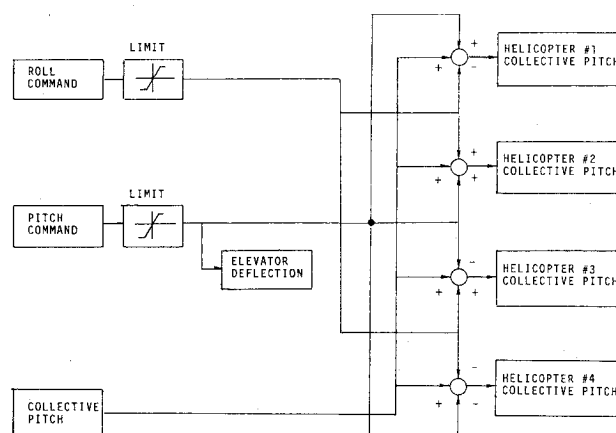 LIMIT
ROLL
COMMAND
HELICOPTER #1
COLLECTIVE PITCH
+
+
-
HELICOPTER #2
COLLECTIVE PITCH
+
+
+
LIMIT
PITCH
COMMAND
ELEVATOR
DEFLECTION
HELICOPTER #3
COLLECTIVE PITCH
-
+
+
HELICOPTER #4
COLLECTIVE PITCH
-
+
-
COLLECTIVE
PITCH